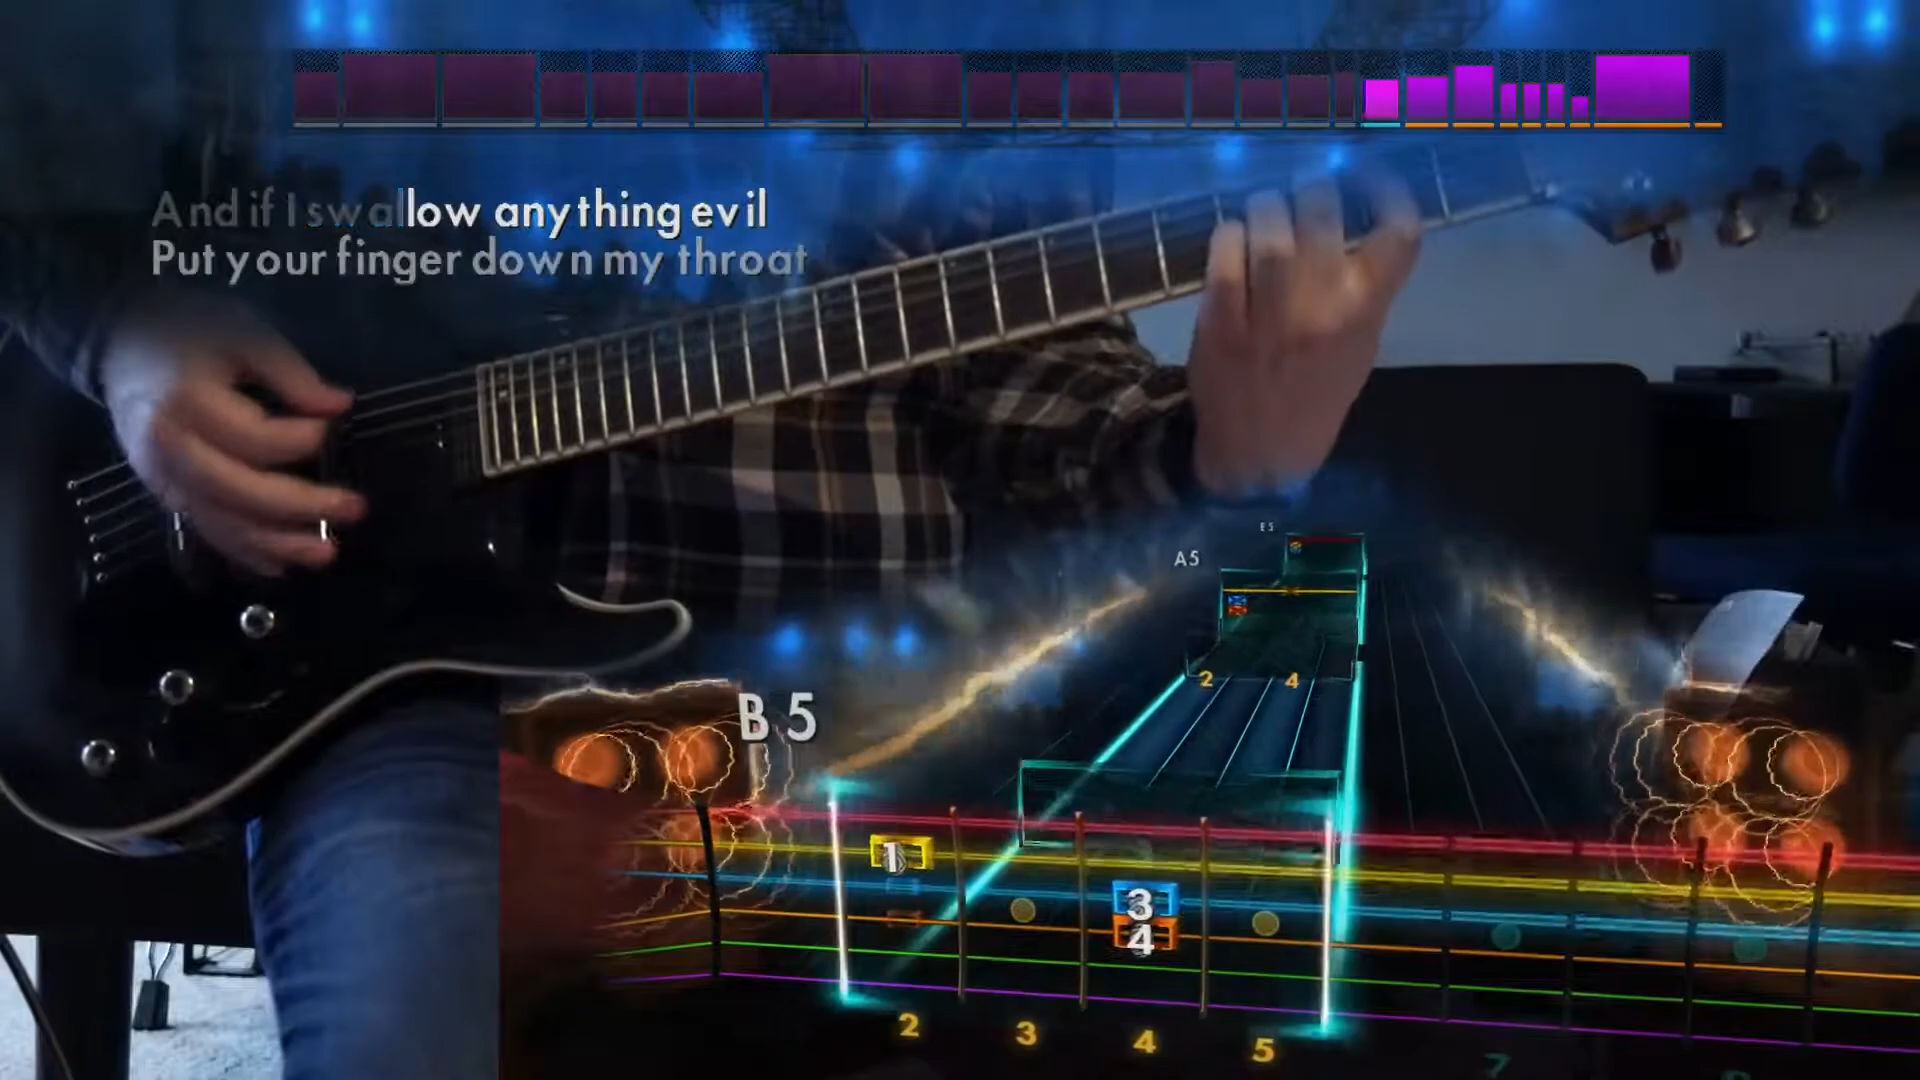 And if I swallow anything evil
Put your finger down my throat
E5
A5
2 4
B 5
1
3
4
2 3 4 5 7